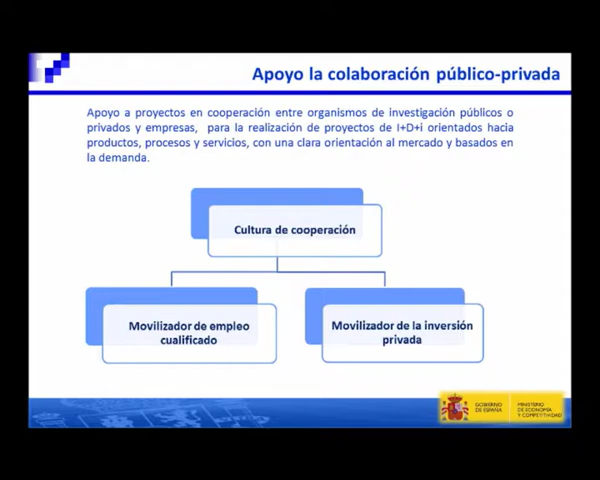 Apoyo la colaboración público-privada
Apoyo a proyectos en cooperación entre organismos de investigación públicos o
privados y empresas, para la realización de proyectos de I+D+i orientados hacia
productos, procesos y servicios, con una clara orientación al mercado y basados en
la demanda.
Cultura de cooperación
Movilizador de empleo
cualificado
Movilizador de la inversión
privada
GOBIERNO
DE ESPAÑA
MINISTERIO
DE ECONOMÍA
Y COMPETITIVIDAD